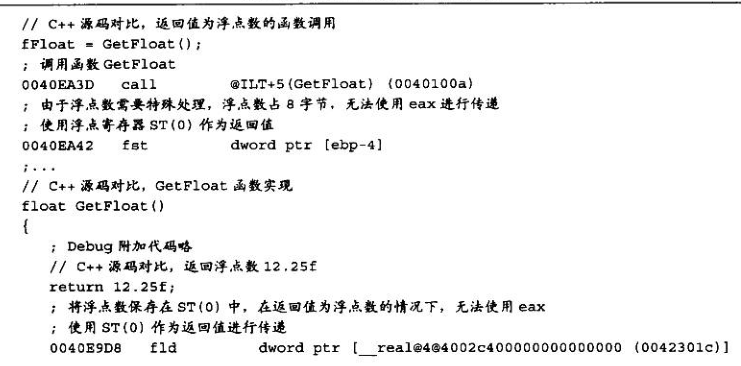 // C++ 源码对比，返回值为浮点数的函数调用
fFloat = GetFloat();
; 调用函数 GetFloat
0040EA3D call @ILT+5(GetFloat) (0040100a)
; 由于浮点数需要特殊处理，浮点数占 8 字节，无法使用 eax 进行传递
; 使用浮点寄存器 ST(0) 作为返回值
0040EA42 fst dword ptr [ebp-4]
;...
// C++ 源码对比，GetFloat 函数实现
float GetFloat()
{
; Debug 附加代码略
// C++ 源码对比，返回浮点数 12.25f
return 12.25f;
; 将浮点数保存在 ST(0) 中，在返回值为浮点数的情况下，无法使用 eax
; 使用 ST(0) 作为返回值进行传递
0040E9D8 fld dword ptr [__real@4@4002c400000000000000 (0042301c)]